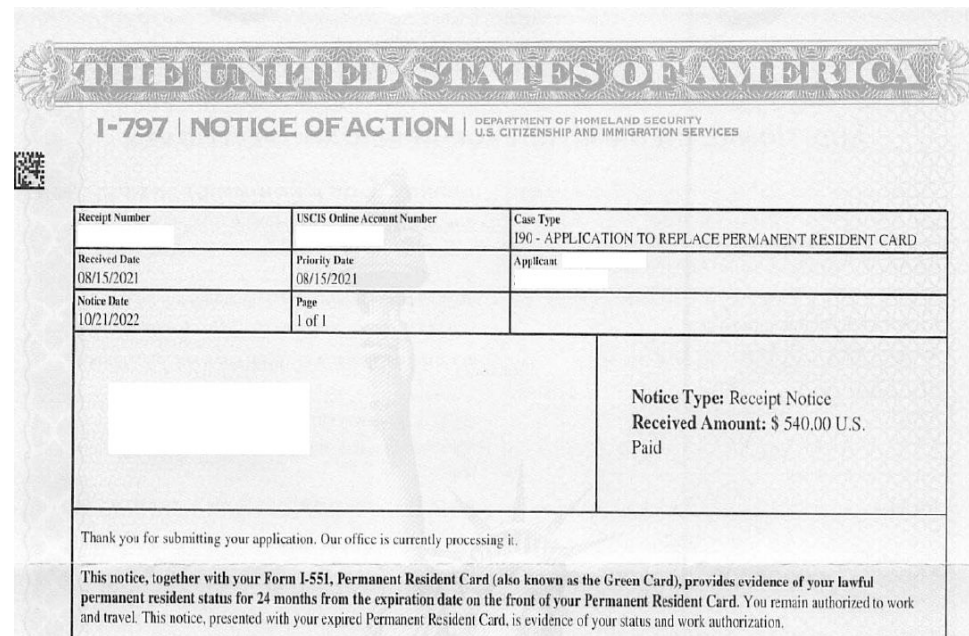 THE UNITED STATES OF AMERICA
I-797 | NOTICE OF ACTION | DEPARTMENT OF HOMELAND SECURITY
U.S. CITIZENSHIP AND IMMIGRATION SERVICES
Receipt Number
USCIS Online Account Number
Case Type
I90 - APPLICATION TO REPLACE PERMANENT RESIDENT CARD
Received Date
08/15/2021
Priority Date
08/15/2021
Applicant
Notice Date
10/21/2022
Page
1 of 1
Notice Type: Receipt Notice
Received Amount: $ 540.00 U.S.
Paid
Thank you for submitting your application. Our office is currently processing it.
This notice, together with your Form I-551, Permanent Resident Card (also known as the Green Card), provides evidence of your lawful
permanent resident status for 24 months from the expiration date on the front of your Permanent Resident Card. You remain authorized to work
and travel. This notice, presented with your expired Permanent Resident Card, is evidence of your status and work authorization.